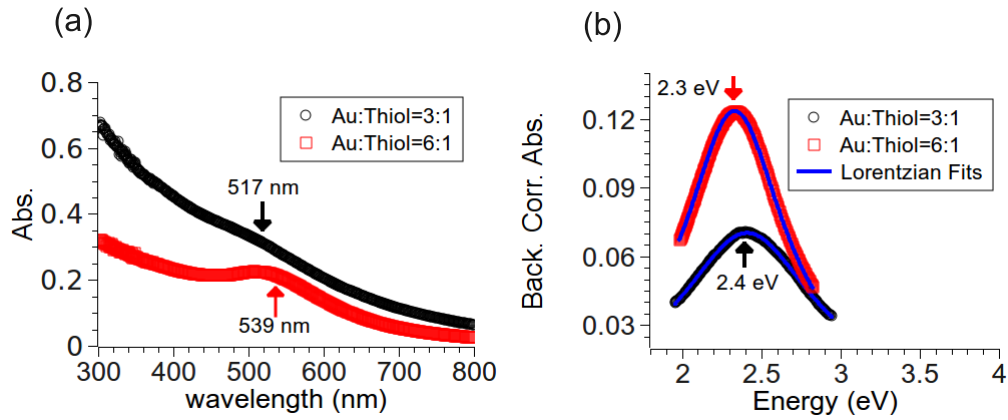 (a)
0.8
0.6
0.4
0.2
0
Abs.
Au:Thiol=3:1
Au:Thiol=6:1
517 nm
539 nm
300 400 500 600 700 800
wavelength (nm)
(b)
0.12
0.09
0.06
0.03
Back. Corr. Abs.
2.3 eV
Au:Thiol=3:1
Au:Thiol=6:1
Lorentzian Fits
2.4 eV
2 2.5 3 3.5 4
Energy (eV)